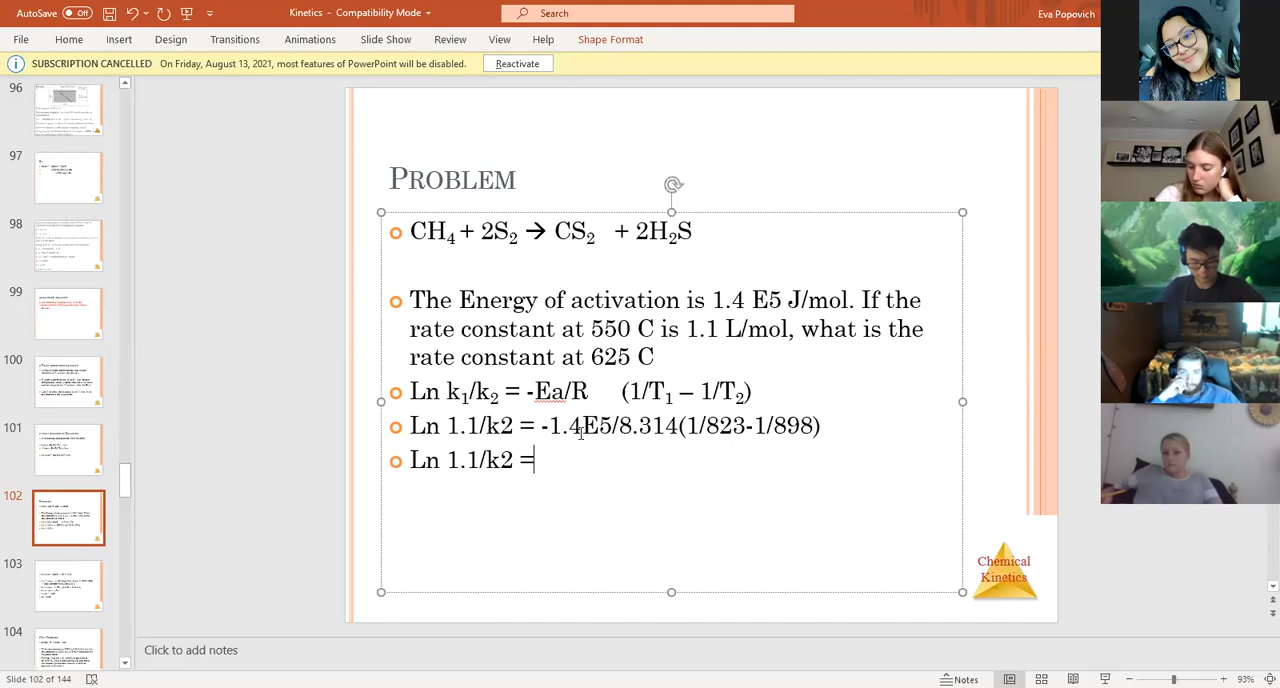 AutoSave Off Kinetics - Compatibility Mode Search Eva Popovich
File Home Insert Design Transitions Animations Slide Show Review View Help Shape Format
SUBSCRIPTION CANCELLED On Friday, August 13, 2021, most features of PowerPoint will be disabled. Reactivate
96
97
98
99
100
101
102
103
104
PROBLEM
CH₄ + 2S₂ → CS₂ + 2H₂S
The Energy of activation is 1.4 E5 J/mol. If the
rate constant at 550 C is 1.1 L/mol, what is the
rate constant at 625 C
Ln k₁/k₂ = -Ea/R (1/T₁ – 1/T₂)
Ln 1.1/k2 = -1.4E5/8.314(1/823-1/898)
Ln 1.1/k2 =
Chemical
Kinetics
Click to add notes
Slide 102 of 144 Notes 93%